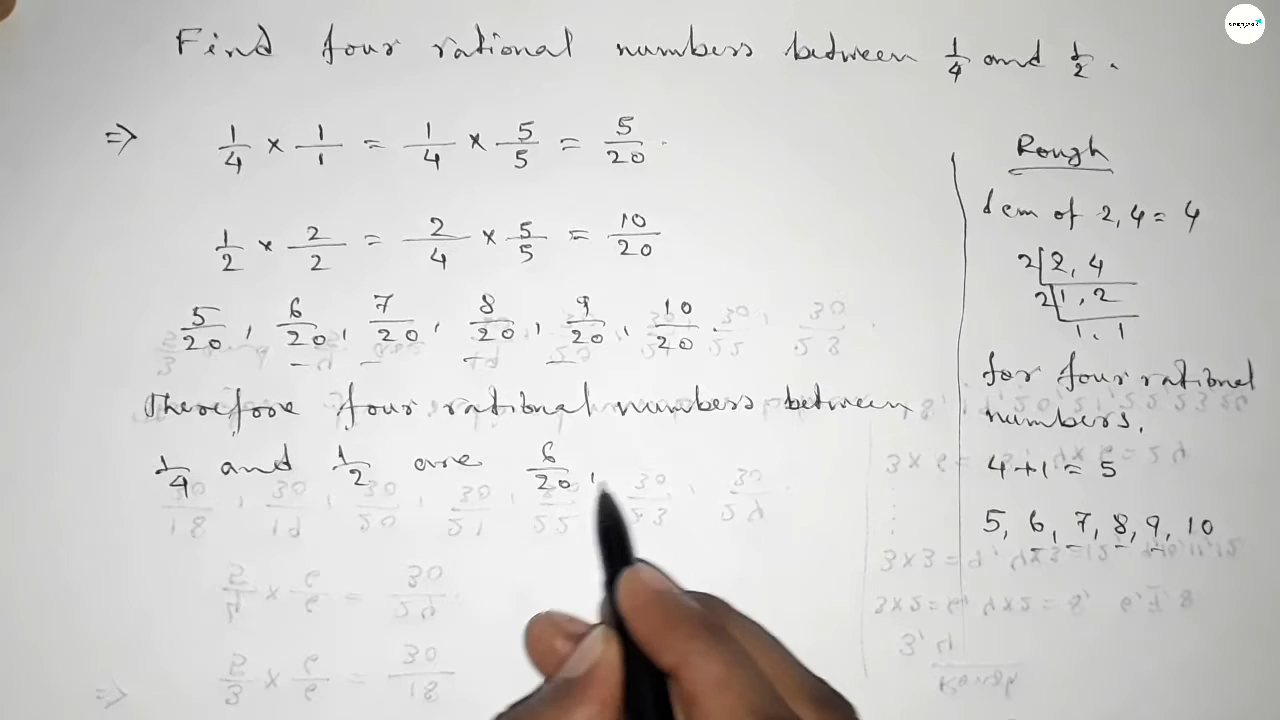 Find four rational numbers between 1/4 and 1/2.
⇒ 1/4 × 1/1 = 1/4 × 5/5 = 5/20.
1/2 × 2/2 = 2/4 × 5/5 = 10/20
5/20, 6/20, 7/20, 8/20, 9/20, 10/20.
Therefore four rational numbers between
1/4 and 1/2 are 6/20,
Rough
lcm of 2,4 = 4
2 | 2, 4
2 | 1, 2
1, 1
for four rational
numbers,
4+1 = 5
5, 6, 7, 8, 9, 10